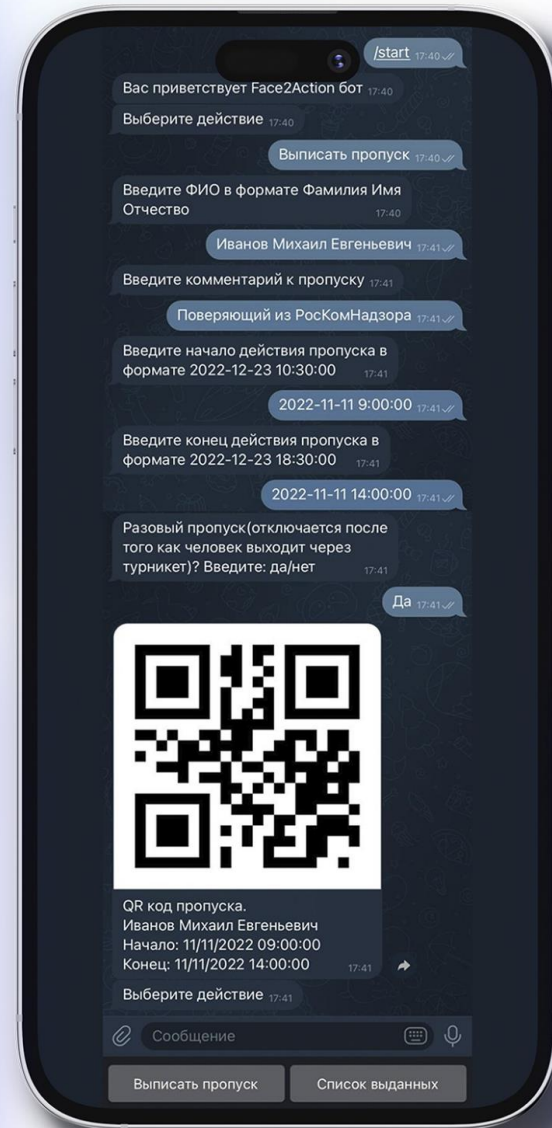 /start 17:40
Вас приветствует Face2Action бот 17:40
Выберите действие 17:40
Выписать пропуск 17:40
Введите ФИО в формате Фамилия Имя
Отчество 17:40
Иванов Михаил Евгеньевич 17:41
Введите комментарий к пропуску 17:41
Поверяющий из РосКомНадзора 17:41
Введите начало действия пропуска в
формате 2022-12-23 10:30:00 17:41
2022-11-11 9:00:00 17:41
Введите конец действия пропуска в
формате 2022-12-23 18:30:00 17:41
2022-11-11 14:00:00 17:41
Разовый пропуск(отключается после
того как человек выходит через
турникет)? Введите: да/нет 17:41
Да 17:41
QR код пропуска.
Иванов Михаил Евгеньевич
Начало: 11/11/2022 09:00:00
Конец: 11/11/2022 14:00:00 17:41
Выберите действие 17:41
Сообщение
Выписать пропуск Список выданных